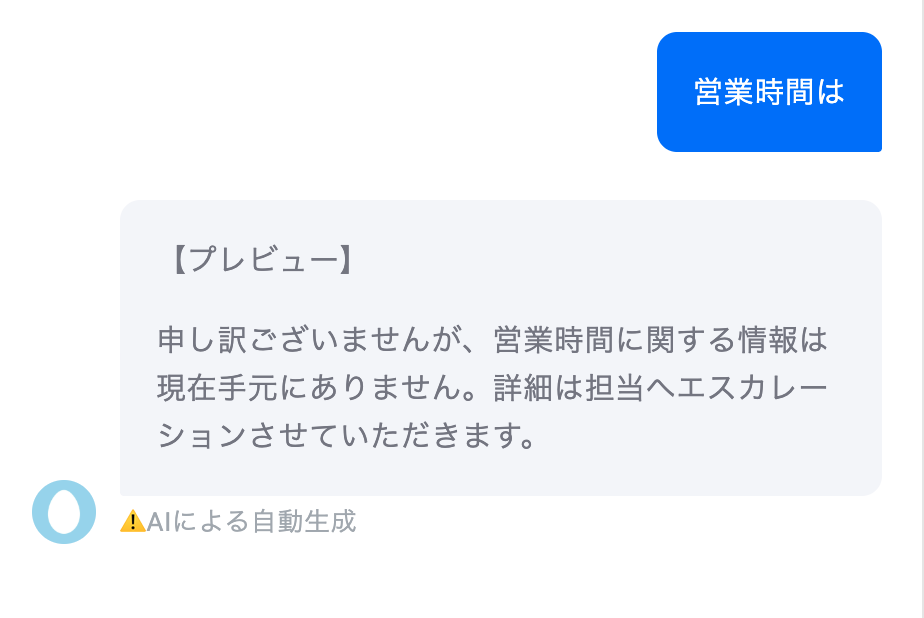 営業時間は
【プレビュー】
申し訳ございませんが、営業時間に関する情報は
現在手元にありません。詳細は担当へエスカレー
ションさせていただきます。
⚠️AIによる自動生成